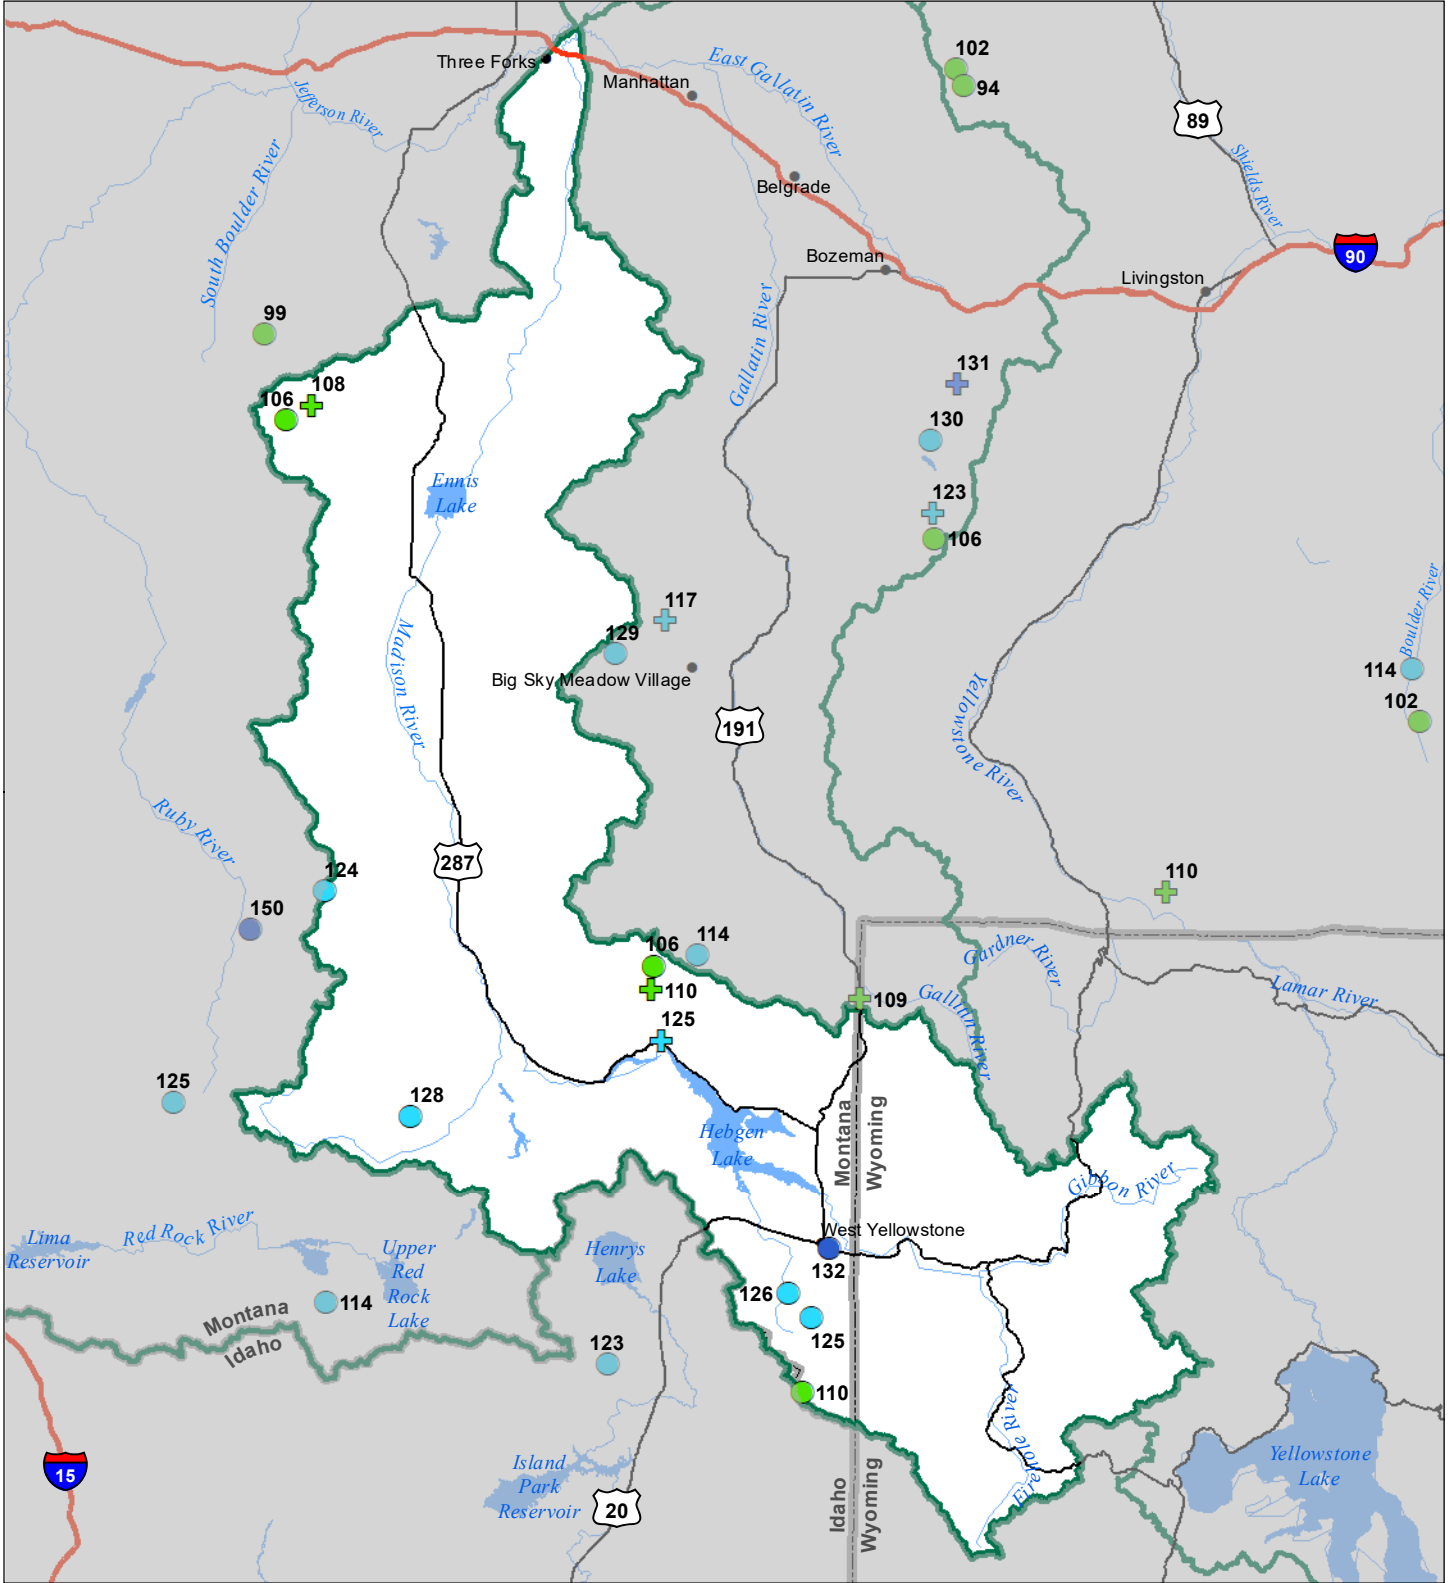 102
94
Three Forks
Manhattan
East Gallatin River
Jefferson River
89
Shields River
South Boulder River
Belgrade
Bozeman
90
Livingston
Gallatin River
99
108
106
131
130
Ennis
Lake
123
106
117
129
Big Sky Meadow Village
Madison River
Boulder River
114
102
191
Yellowstone River
Ruby River
287
124
150
110
106
114
110
109
Gardner River
Gallatin River
Lamar River
125
125
128
Hebgen
Lake
Montana
Wyoming
Gibbon River
Red Rock River
Lima
Reservoir
Upper
Red
Rock
Lake
Henrys
Lake
West Yellowstone
132
126
125
114
Montana
Idaho
123
110
Firehole River
15
Island
Park
Reservoir
20
Idaho
Wyoming
Yellowstone
Lake